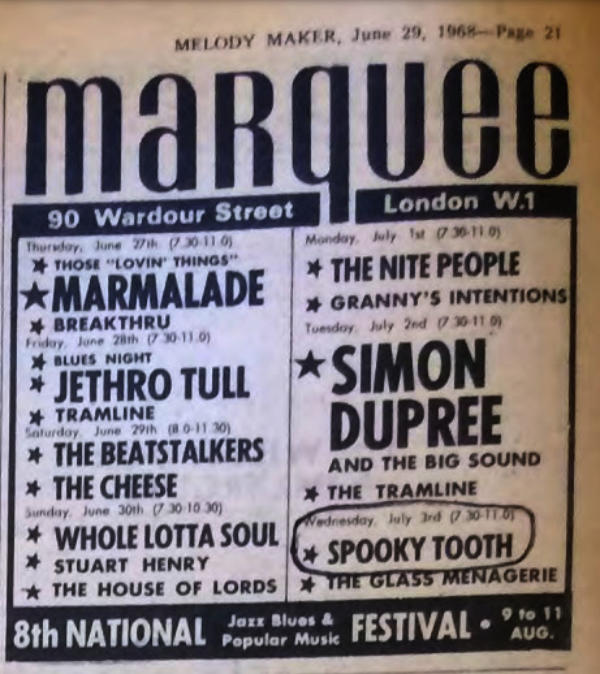 MELODY MAKER, June 29, 1968—Page 21
marquee
90 Wardour Street
London W.1
Thursday, June 27th (7.30-11.0)
★ THOSE "LOVIN' THINGS"
★ MARMALADE
★ BREAKTHRU
Friday, June 28th (7.30-11.0)
★ BLUES NIGHT
★ JETHRO TULL
★ TRAMLINE
Saturday, June 29th (8.0-11.30)
★ THE BEATSTALKERS
★ THE CHEESE
Sunday, June 30th (7.30-10.30)
★ WHOLE LOTTA SOUL
★ STUART HENRY
★ THE HOUSE OF LORDS
Monday, July 1st (7.30-11.0)
★ THE NITE PEOPLE
★ GRANNY'S INTENTIONS
Tuesday, July 2nd (7.30-11.0)
★ SIMON
DUPREE
AND THE BIG SOUND
★ THE TRAMLINE
Wednesday, July 3rd (7.30-11.0)
★ SPOOKY TOOTH
★ THE GLASS MENAGERIE
8th NATIONAL Jazz Blues & Popular Music FESTIVAL • 9 to 11 AUG.